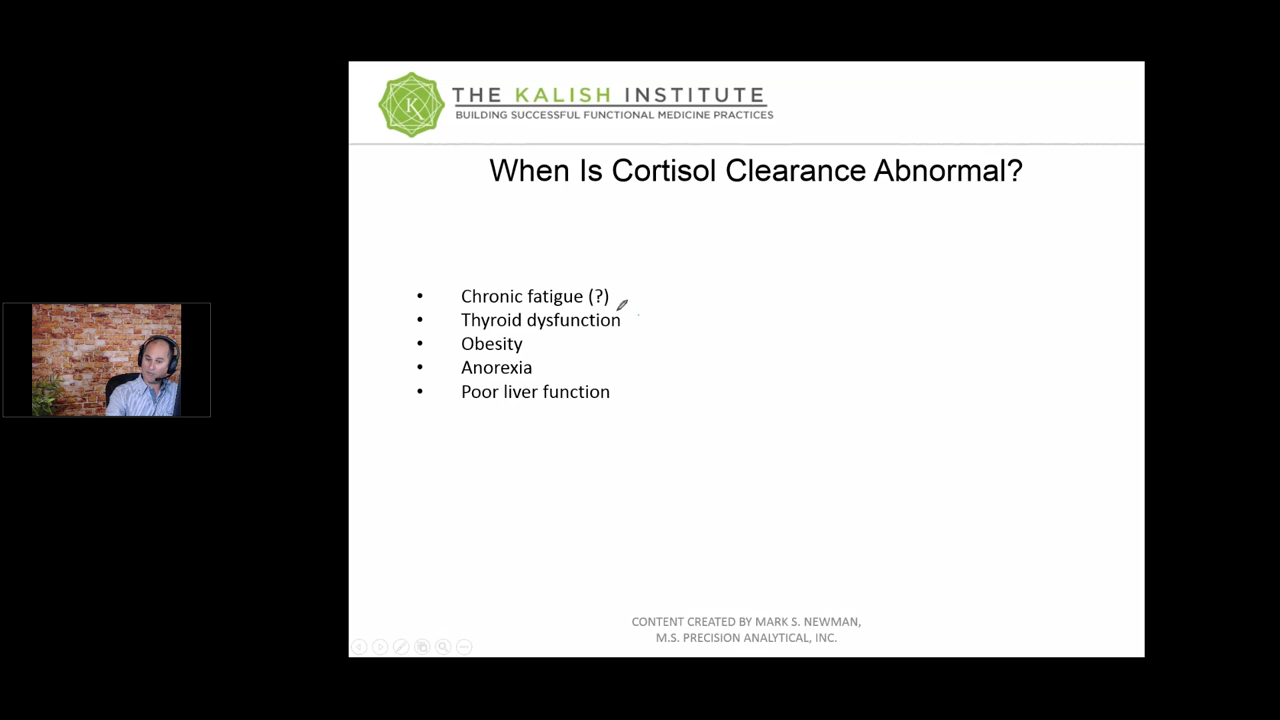 THE KALISH INSTITUTE
BUILDING SUCCESSFUL FUNCTIONAL MEDICINE PRACTICES
When Is Cortisol Clearance Abnormal?
• Chronic fatigue (?)
• Thyroid dysfunction
• Obesity
• Anorexia
• Poor liver function
CONTENT CREATED BY MARK S. NEWMAN,
M.S. PRECISION ANALYTICAL, INC.